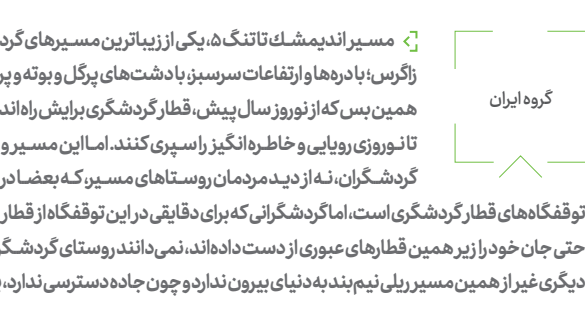 گروه ایران
مسیر اندیمشک تا تنگ ۵، یکی از زیباترین مسیرهای
زاگرس؛ با دره‌ها و ارتفاعات سرسبز، با دشت‌های پرگل و بوته و
همین بس که از نوروز سال پیش، قطار گردشگری برایش راه
تا نوروزی رویایی و خاطره‌انگیز را سپری کنند. اما این مسیر و
گردشگران، نه از دید مردمان روستاهای مسیر، که بعضا در
توقفگاه‌های قطار گردشگری است، اما گردشگرانی که برای دقایقی در این توقفگاه از قطار
حتی جان خود را زیر همین قطارهای عبوری از دست داده‌اند، نمی‌دانند روستای
دیگری غیر از همین مسیر ریلی نیم‌بند به دنیای بیرون ندارد و چون جاده دسترسی ندارد،